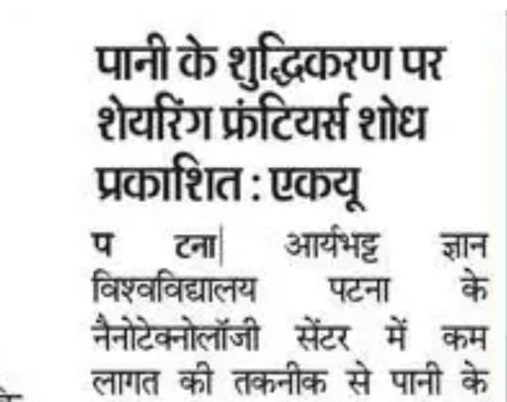 पानी के शुद्धिकरण पर
शेयरिंग फ्रंटियर्स शोध
प्रकाशित : एकयू
प टना| आर्यभट्ट ज्ञान
विश्वविद्यालय पटना के
नैनोटेक्नोलॉजी सेंटर में कम
लागत की तकनीक से पानी के